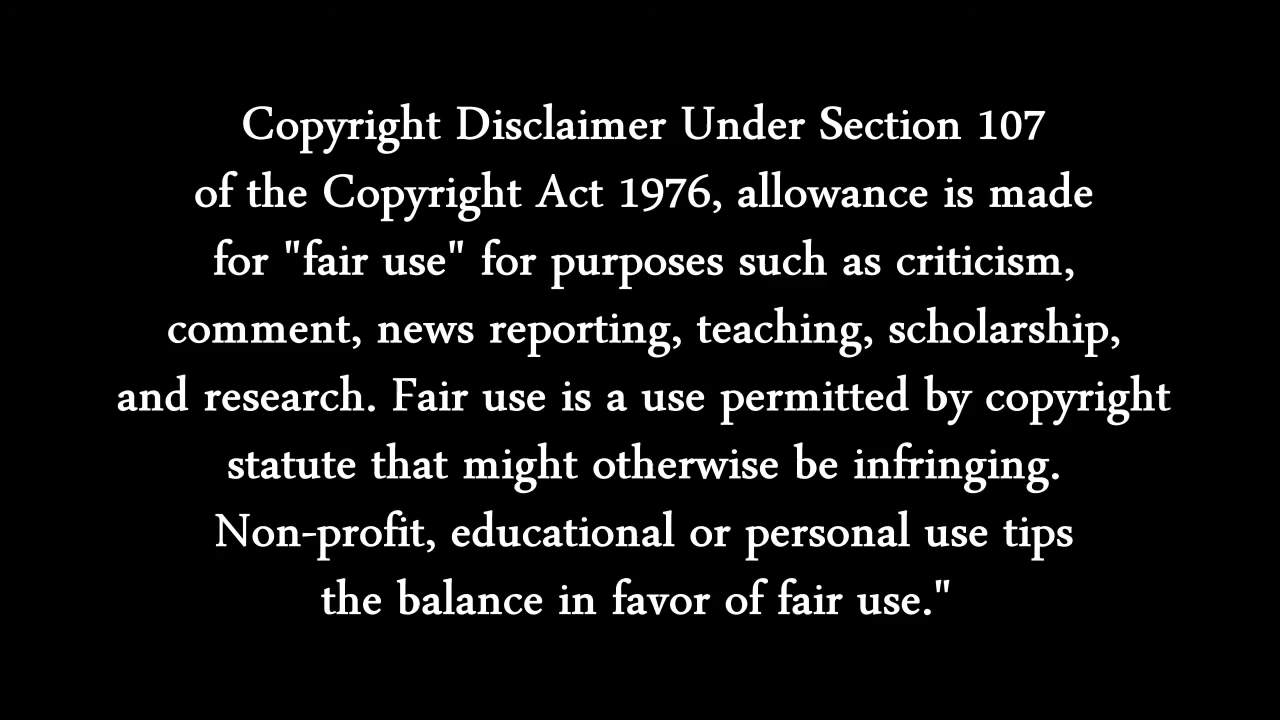 Copyright Disclaimer Under Section 107
of the Copyright Act 1976, allowance is made
for "fair use" for purposes such as criticism,
comment, news reporting, teaching, scholarship,
and research. Fair use is a use permitted by copyright
statute that might otherwise be infringing.
Non-profit, educational or personal use tips
the balance in favor of fair use."